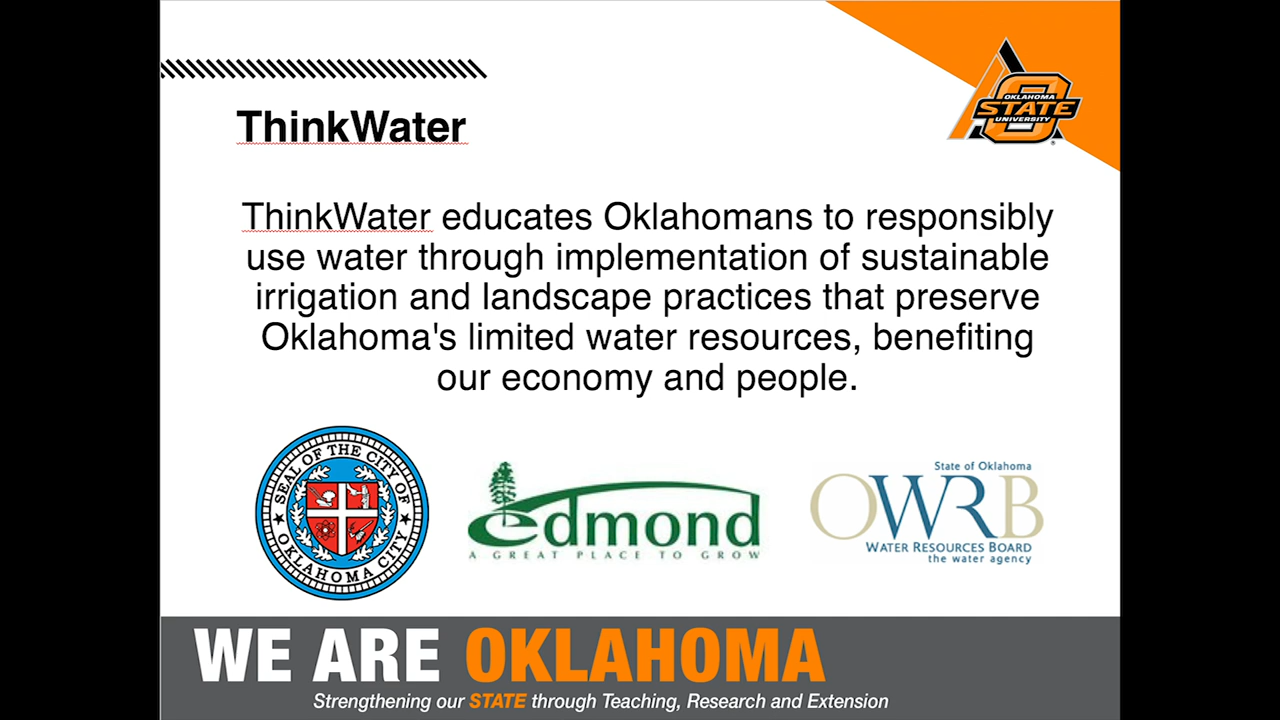 OKLAHOMA
STATE
UNIVERSITY
ThinkWater
ThinkWater educates Oklahomans to responsibly
use water through implementation of sustainable
irrigation and landscape practices that preserve
Oklahoma's limited water resources, benefiting
our economy and people.
SEAL OF THE CITY OF
OKLAHOMA CITY
edmond
A GREAT PLACE TO GROW
State of Oklahoma
OWRB
WATER RESOURCES BOARD
the water agency
WE ARE OKLAHOMA
Strengthening our STATE through Teaching, Research and Extension